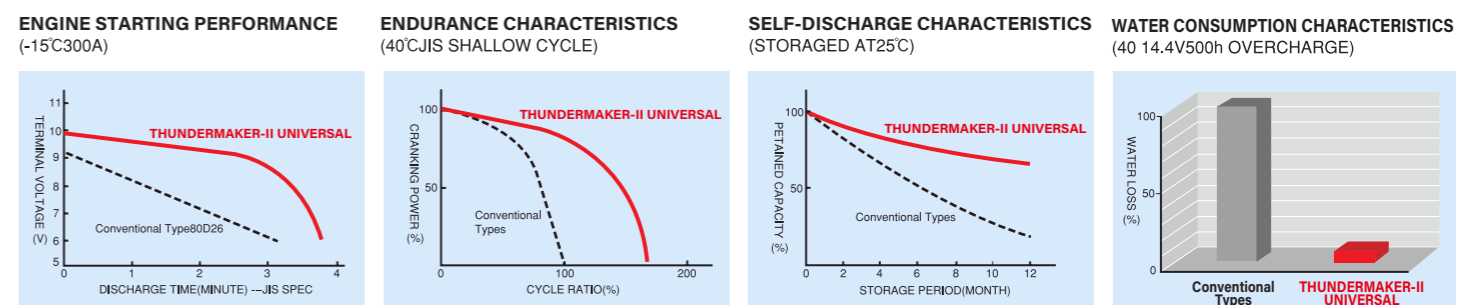 ENGINE STARTING PERFORMANCE
(-15℃300A)
11
10
9
8
7
6
5
TERMINAL VOLTAGE
(V)
THUNDERMAKER-II UNIVERSAL
Conventional Type80D26
0 1 2 3 4
DISCHARGE TIME(MINUTE) -–JIS SPEC
ENDURANCE CHARACTERISTICS
(40℃JIS SHALLOW CYCLE)
100
50
CRANKING POWER
(%)
THUNDERMAKER-II UNIVERSAL
Conventional
Types
0 100 200
CYCLE RATIO(%)
SELF-DISCHARGE CHARACTERISTICS
(STORAGED AT25℃)
100
50
PETAINED CAPACITY
(%)
THUNDERMAKER-II UNIVERSAL
Conventional Types
0 2 4 6 8 10 12
STORAGE PERIOD(MONTH)
WATER CONSUMPTION CHARACTERISTICS
(40 14.4V500h OVERCHARGE)
100
50
0
WATER LOSS
(%)
Conventional
Types
THUNDERMAKER-II
UNIVERSAL